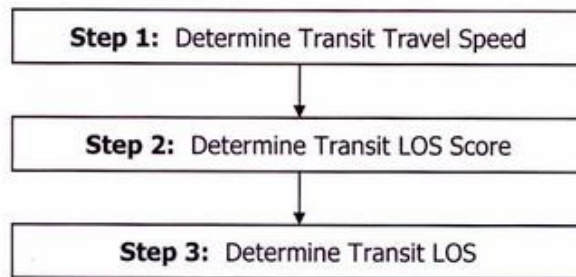 Step 1: Determine Transit Travel Speed
Step 2: Determine Transit LOS Score
Step 3: Determine Transit LOS